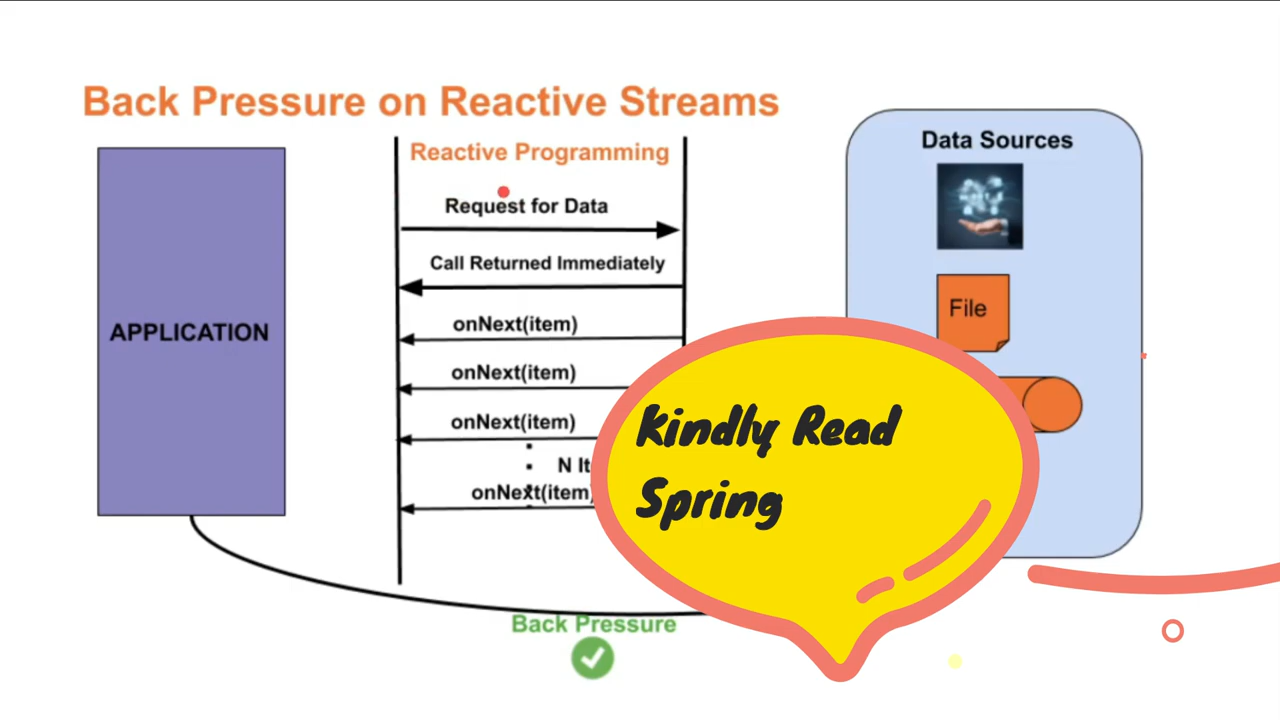 Back Pressure on Reactive Streams
Reactive Programming
Data Sources
Request for Data
Call Returned Immediately
File
APPLICATION
onNext(item)
onNext(item)
onNext(item)
N
onNext(item)
Kindly Read
Spring
Back Pressure